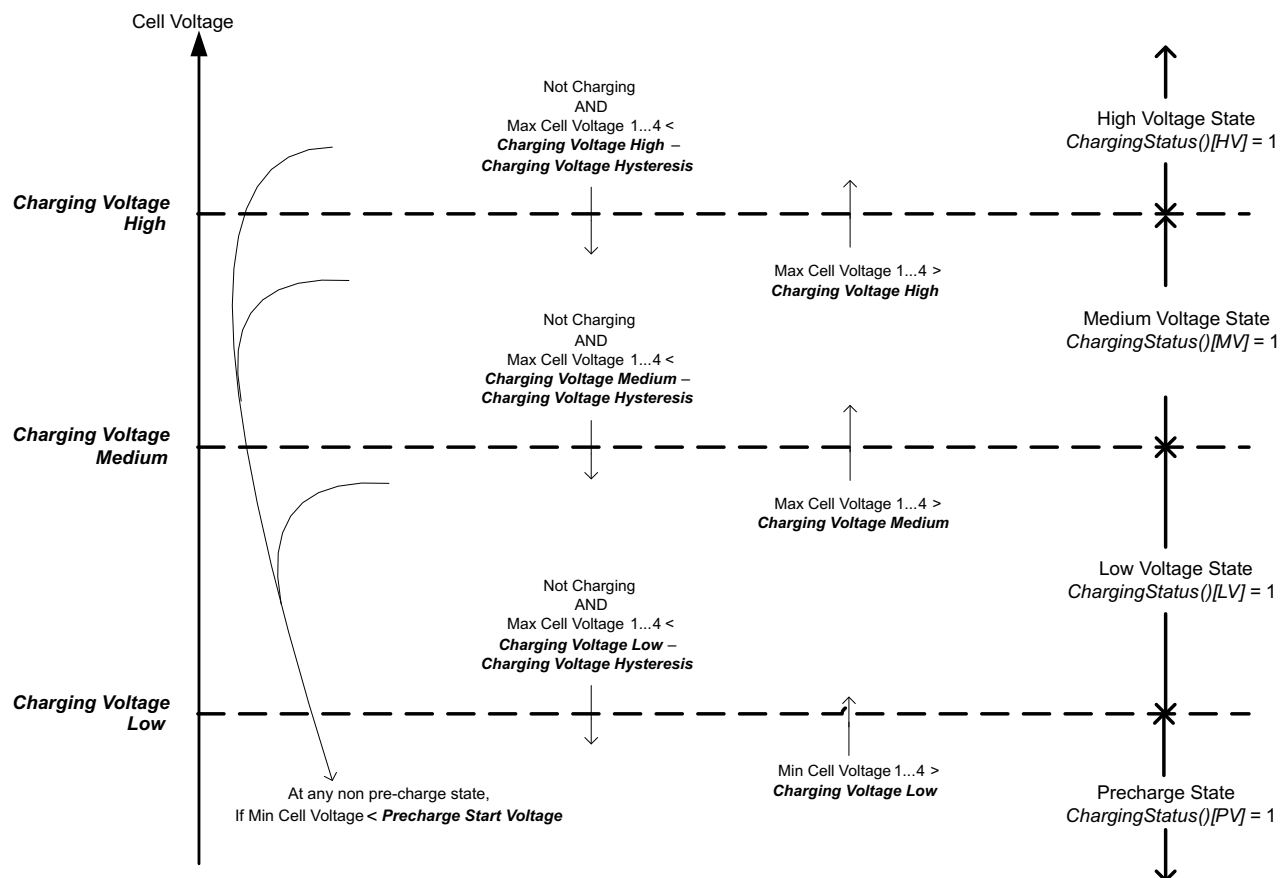 Cell Voltage
Not Charging
AND
Max Cell Voltage 1...4 <
Charging Voltage High –
Charging Voltage Hysteresis
High Voltage State
ChargingStatus()[HV] = 1
Charging Voltage
High
Max Cell Voltage 1...4 >
Charging Voltage High
Not Charging
AND
Max Cell Voltage 1...4 <
Charging Voltage Medium –
Charging Voltage Hysteresis
Medium Voltage State
ChargingStatus()[MV] = 1
Charging Voltage
Medium
Max Cell Voltage 1...4 >
Charging Voltage Medium
Not Charging
AND
Max Cell Voltage 1...4 <
Charging Voltage Low –
Charging Voltage Hysteresis
Low Voltage State
ChargingStatus()[LV] = 1
Charging Voltage
Low
Min Cell Voltage 1...4 >
Charging Voltage Low
At any non pre-charge state,
If Min Cell Voltage < Precharge Start Voltage
Precharge State
ChargingStatus()[PV] = 1